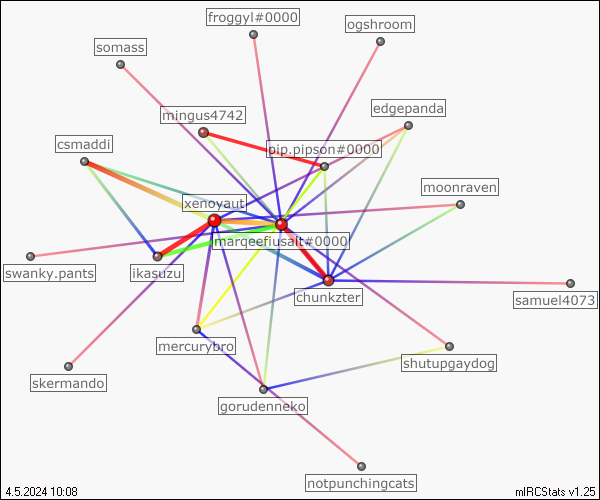 froggyl#0000
ogshroom
somass
edgepanda
mingus4742
csmaddi
pip.pipson#0000
moonraven
xenoyaut
marqeefiusalt#0000
swanky.pants
ikasuzu
chunkzter
samuel4073
mercurybro
shutupgaydog
skermando
gorudenneko
notpunchingcats
4.5.2024 10:08
mIRCStats v1.25